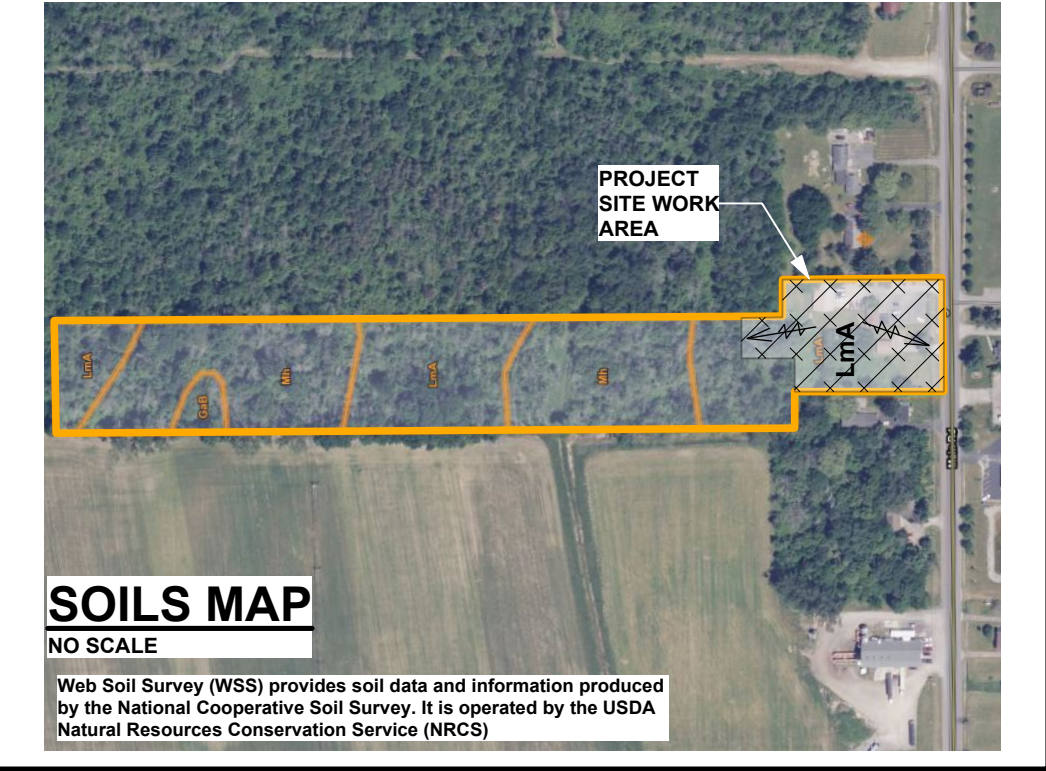 PROJECT
SITE WORK
AREA
LmA
GaB
Mh
LmA
Mh
LmA
LmA
SOILS MAP
NO SCALE
Web Soil Survey (WSS) provides soil data and information produced
by the National Cooperative Soil Survey. It is operated by the USDA
Natural Resources Conservation Service (NRCS)